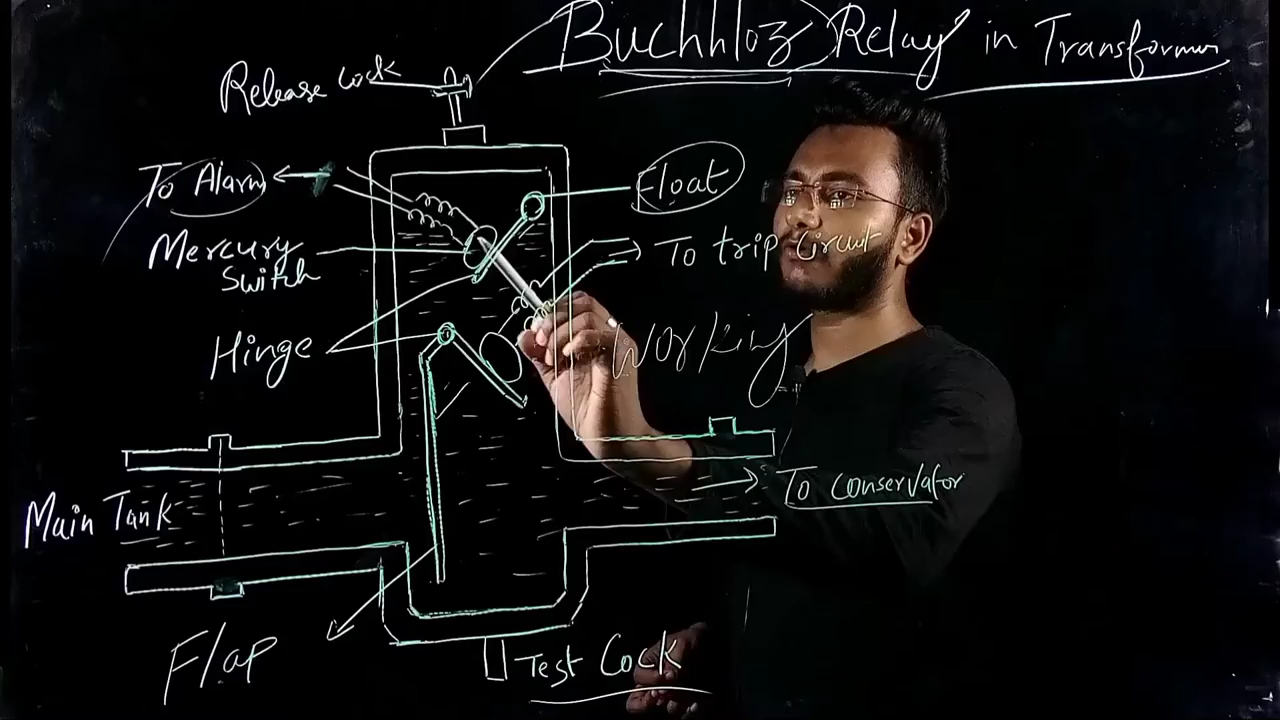 Buchhloz Relay in Transformer
Release cock
To Alarm
Float
Mercury
Switch
To trip Circuit
Hinge
Working
To conservator
Main Tank
Flap
Test Cock